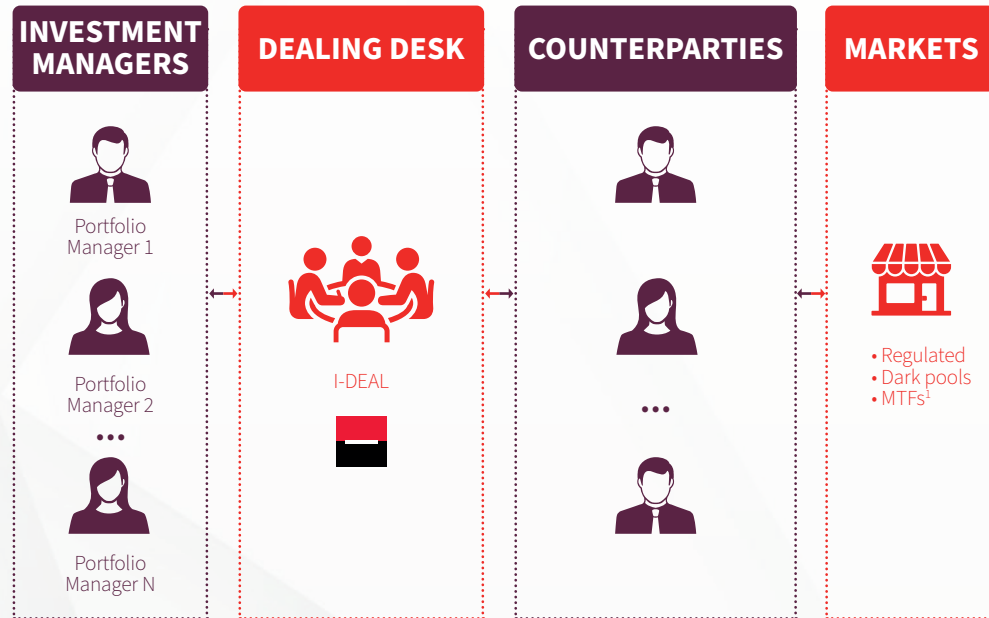 INVESTMENT
MANAGERS
DEALING DESK
COUNTERPARTIES
MARKETS
Portfolio
Manager 1
Portfolio
Manager 2
•••
Portfolio
Manager N
I-DEAL
•••
• Regulated
• Dark pools
• MTFs¹